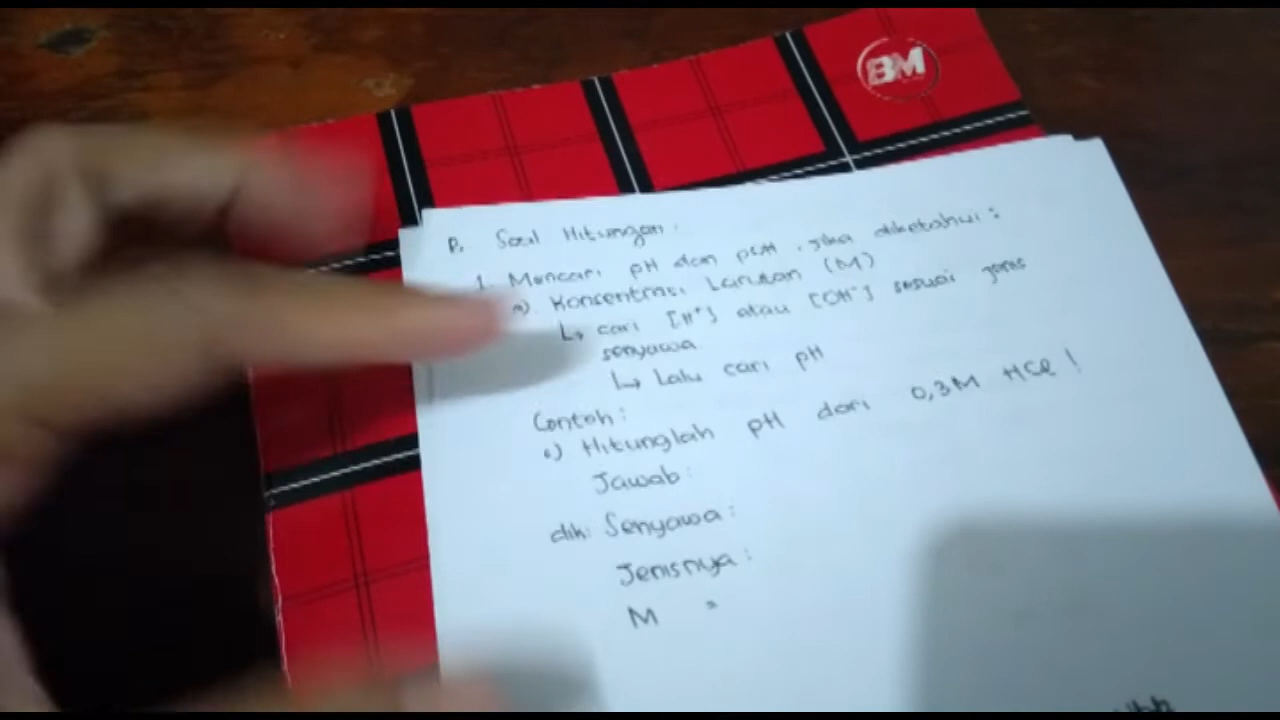 BM
P. Soal Hitungan.
1. Mencari pH dan pOH, jika diketahui:
a). Konsentrasi Larutan (M)
↳ cari [H⁺] atau [OH⁻] sesuai jenis
senyawa
↳ Lalu cari pH
Contoh:
•) Hitunglah pH dari 0,3M HCl!
Jawab:
dik: Senyawa:
Jenisnya:
M =